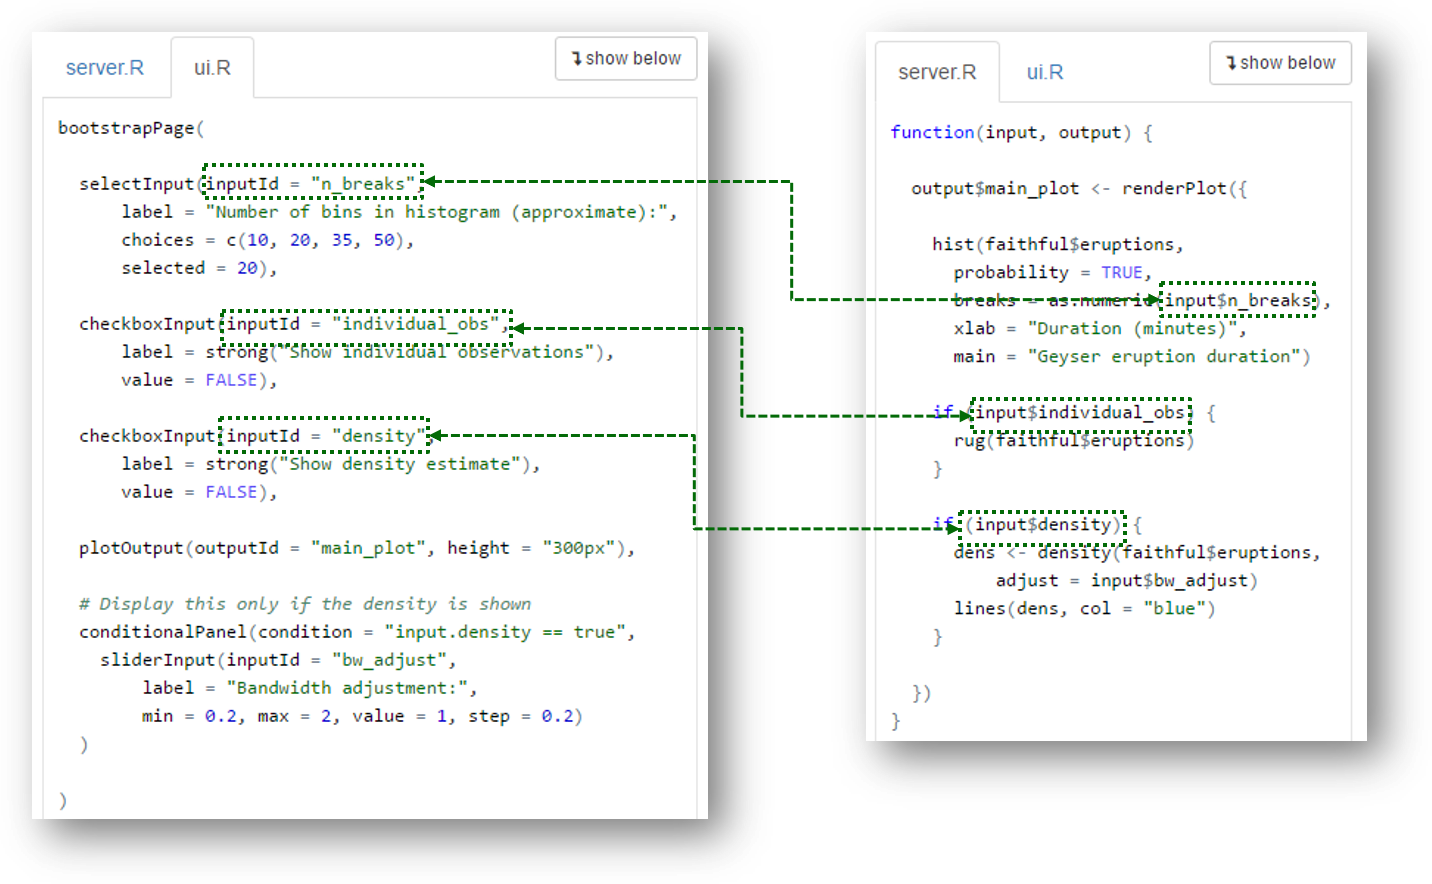 server.R
ui.R
↴ show below
bootstrapPage(
selectInput(inputId = "n_breaks",
label = "Number of bins in histogram (approximate):",
choices = c(10, 20, 35, 50),
selected = 20),
checkboxInput(inputId = "individual_obs",
label = strong("Show individual observations"),
value = FALSE),
checkboxInput(inputId = "density",
label = strong("Show density estimate"),
value = FALSE),
plotOutput(outputId = "main_plot", height = "300px"),
# Display this only if the density is shown
conditionalPanel(condition = "input.density == true",
sliderInput(inputId = "bw_adjust",
label = "Bandwidth adjustment:",
min = 0.2, max = 2, value = 1, step = 0.2)
)
)
server.R
ui.R
↴ show below
function(input, output) {
output$main_plot <- renderPlot({
hist(faithful$eruptions,
probability = TRUE,
breaks = as.numeric(input$n_breaks),
xlab = "Duration (minutes)",
main = "Geyser eruption duration")
if (input$individual_obs) {
rug(faithful$eruptions)
}
if (input$density) {
dens <- density(faithful$eruptions,
adjust = input$bw_adjust)
lines(dens, col = "blue")
}
})
}